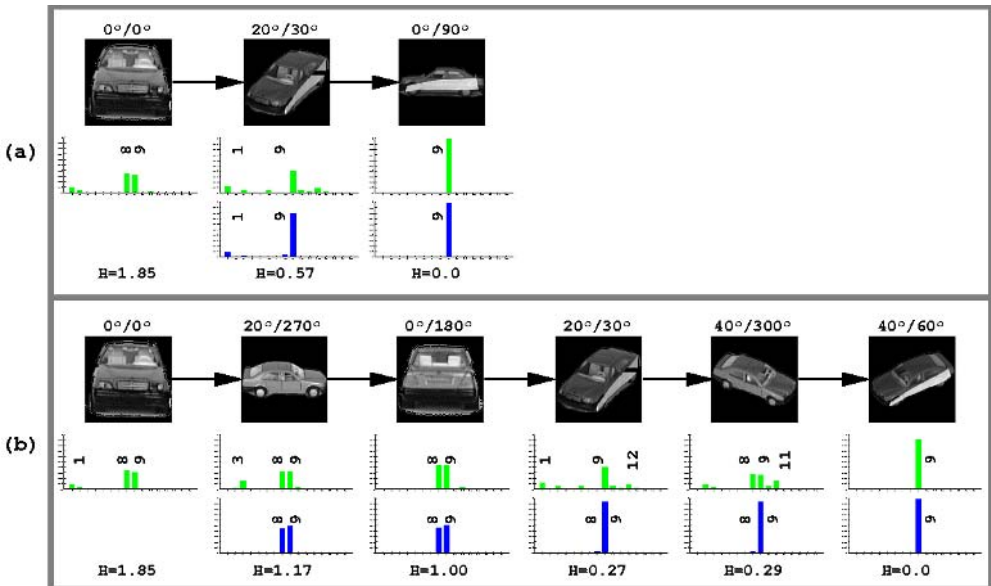 0°/0° 20°/30° 0°/90°
(a)
8 9 1 9 9
1 9 9
H=1.85 H=0.57 H=0.0
0°/0° 20°/270° 0°/180° 20°/30° 40°/300° 40°/60°
(b)
1 8 9 3 8 9 8 9 1 9 12 8 9 11 9
8 9 8 9 8 9 8 9 9
H=1.85 H=1.17 H=1.00 H=0.27 H=0.29 H=0.0